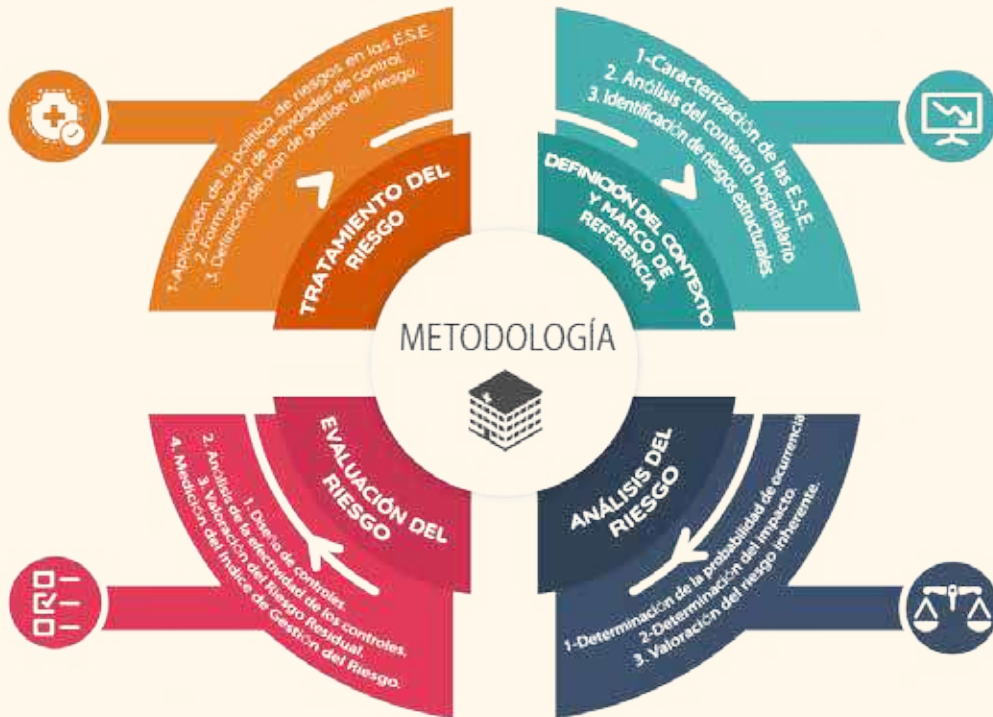 METODOLOGÍA
DEFINICIÓN DEL CONTEXTO
Y MARCO DE
REFERENCIA
1-Caracterización de las E.S.E.
2. Análisis del contexto hospitalario
3. Identificación de riesgos estructurales
ANÁLISIS DEL
RIESGO
1-Determinación de la probabilidad de ocurrencia
2-Determinación del impacto.
3. Valoración del riesgo inherente.
EVALUACIÓN DEL
RIESGO
1. Diseño de controles.
2. Análisis de la efectividad de los controles.
3. Valoración del Riesgo Residual.
4. Medición del Índice de Gestión del Riesgo.
TRATAMIENTO DEL
RIESGO
1-Aplicación de la política de riesgos en las E.S.E.
2. Formulación de actividades de control.
3. Definición del plan de gestión del riesgo.